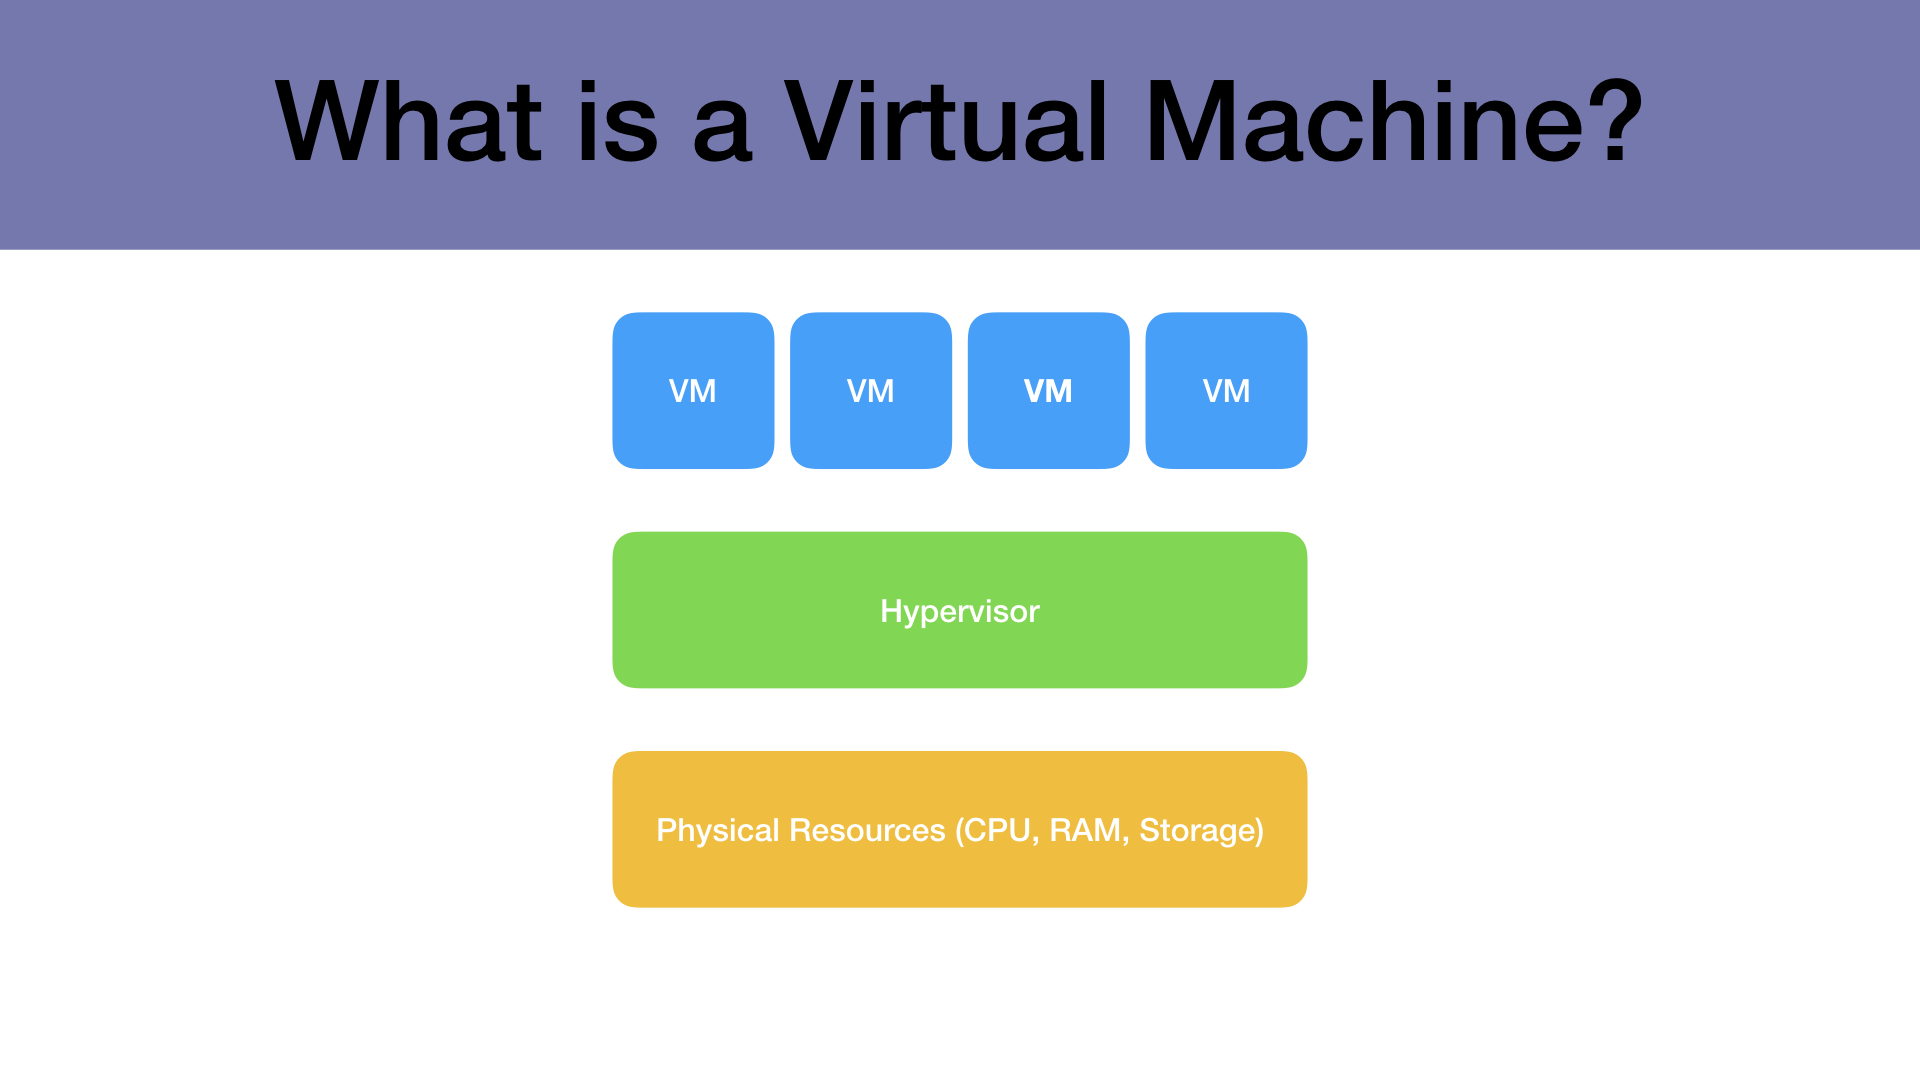 What is a Virtual Machine?
VM VM VM VM
Hypervisor
Physical Resources (CPU, RAM, Storage)